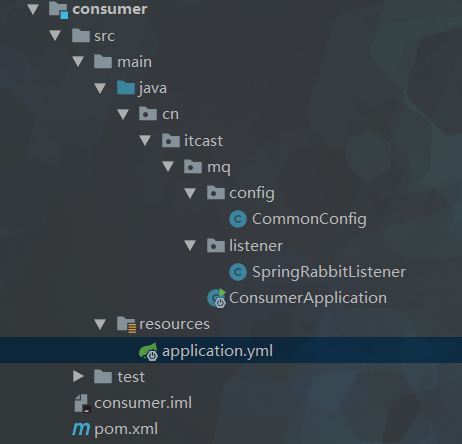 consumer
src
main
java
cn
itcast
mq
config
CommonConfig
listener
SpringRabbitListener
ConsumerApplication
resources
application.yml
test
consumer.iml
pom.xml